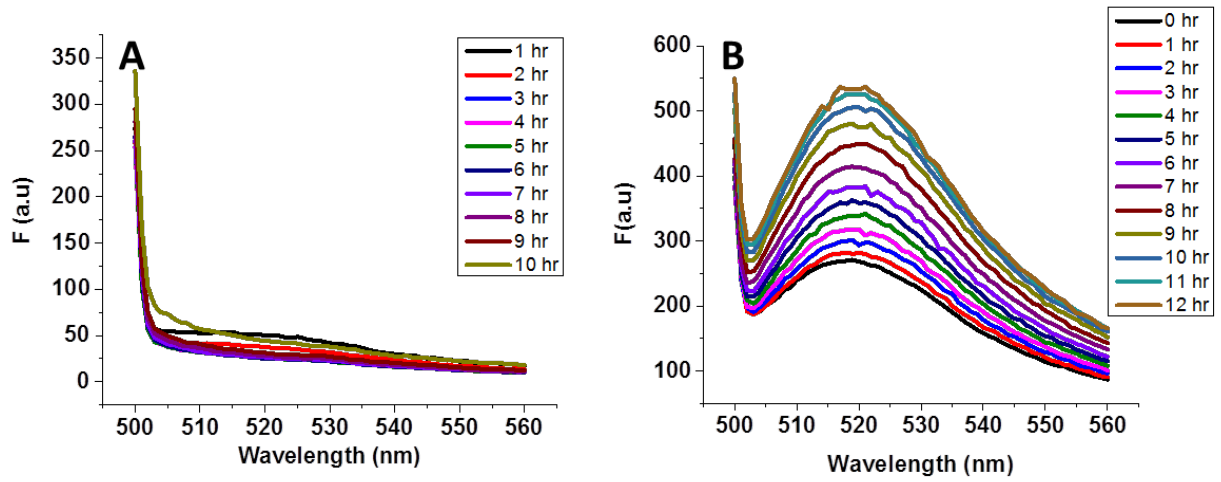 A
F (a.u)
350
300
250
200
150
100
50
0
500 510 520 530 540 550 560
Wavelength (nm)
1 hr
2 hr
3 hr
4 hr
5 hr
6 hr
7 hr
8 hr
9 hr
10 hr
B
F(a.u)
600
500
400
300
200
100
500 510 520 530 540 550 560
Wavelength (nm)
0 hr
1 hr
2 hr
3 hr
4 hr
5 hr
6 hr
7 hr
8 hr
9 hr
10 hr
11 hr
12 hr